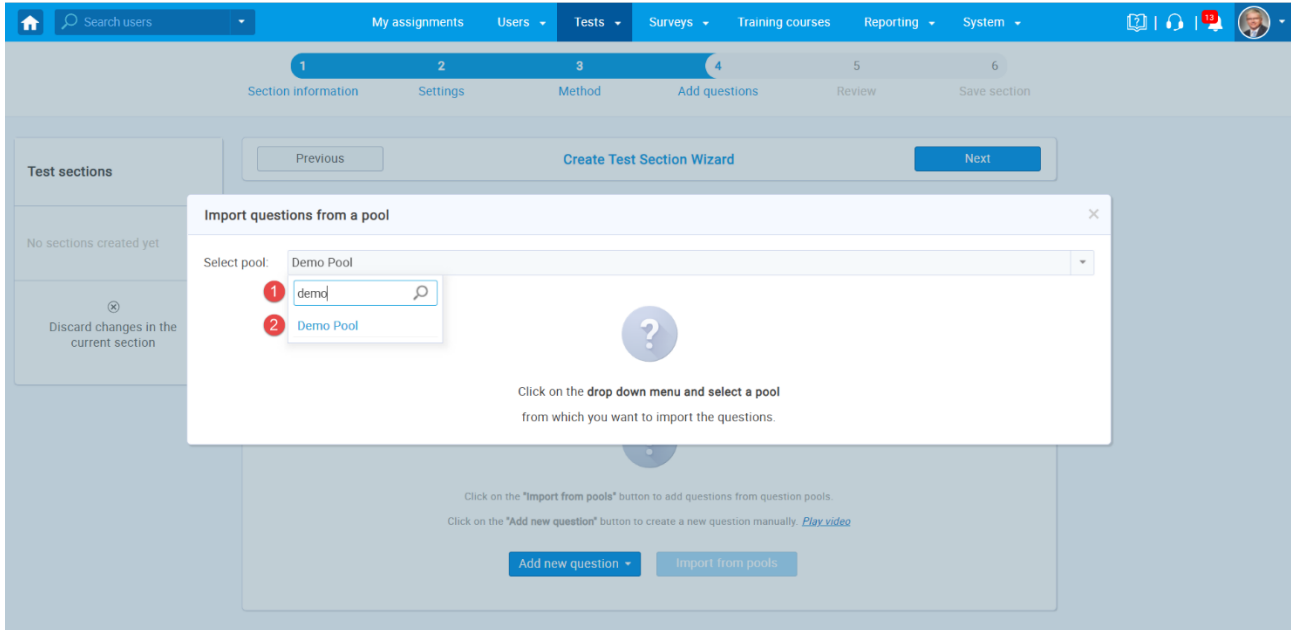 Search users
My assignments
Users
Tests
Surveys
Training courses
Reporting
System
13
1
2
3
4
5
6
Section information
Settings
Method
Add questions
Review
Save section
Test sections
Previous
Create Test Section Wizard
Next
Import questions from a pool
No sections created yet
Select pool:
Demo Pool
1
demo
2
Demo Pool
Discard changes in the
current section
Click on the drop down menu and select a pool
from which you want to import the questions.
Click on the "Import from pools" button to add questions from question pools.
Click on the "Add new question" button to create a new question manually. Play video
Add new question
Import from pools